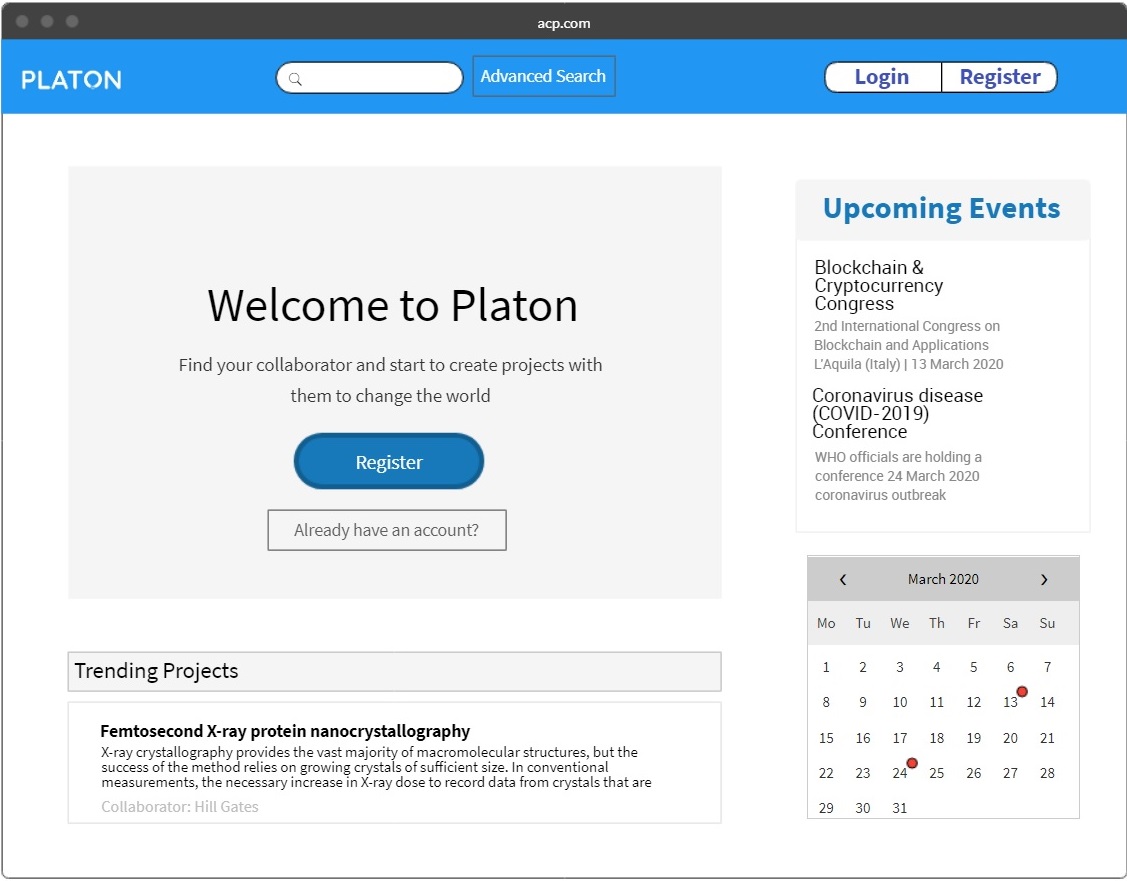 acp.com
PLATON
Advanced Search
Login
Register
Welcome to Platon
Find your collaborator and start to create projects with
them to change the world
Register
Already have an account?
Trending Projects
Femtosecond X-ray protein nanocrystallography
X-ray crystallography provides the vast majority of macromolecular structures, but the
success of the method relies on growing crystals of sufficient size. In conventional
measurements, the necessary increase in X-ray dose to record data from crystals that are
Collaborator: Hill Gates
Upcoming Events
Blockchain &
Cryptocurrency
Congress
2nd International Congress on
Blockchain and Applications
L'Aquila (Italy) | 13 March 2020
Coronavirus disease
(COVID-2019)
Conference
WHO officials are holding a
conference 24 March 2020
coronavirus outbreak
‹ March 2020 ›
Mo Tu We Th Fr Sa Su
1 2 3 4 5 6 7
8 9 10 11 12 13 14
15 16 17 18 19 20 21
22 23 24 25 26 27 28
29 30 31